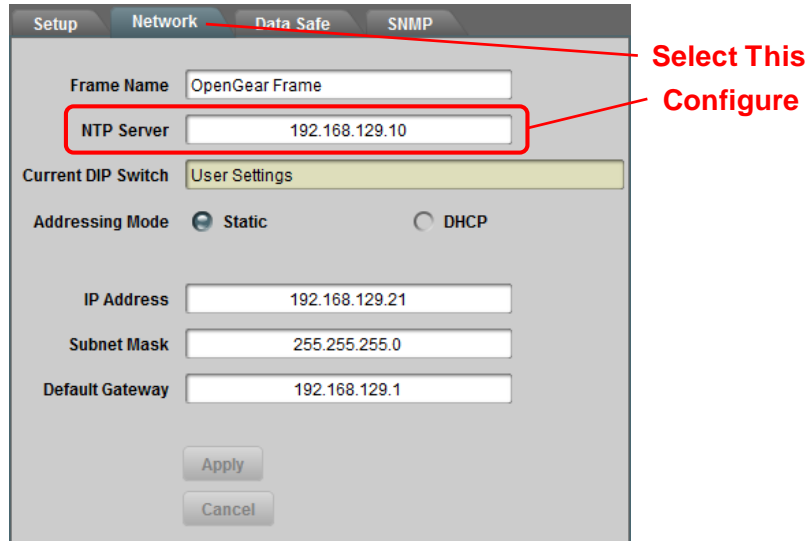 Setup Network Data Safe SNMP
Select This
Frame Name OpenGear Frame
Configure
NTP Server 192.168.129.10
Current DIP Switch User Settings
Addressing Mode Static DHCP
IP Address 192.168.129.21
Subnet Mask 255.255.255.0
Default Gateway 192.168.129.1
Apply
Cancel